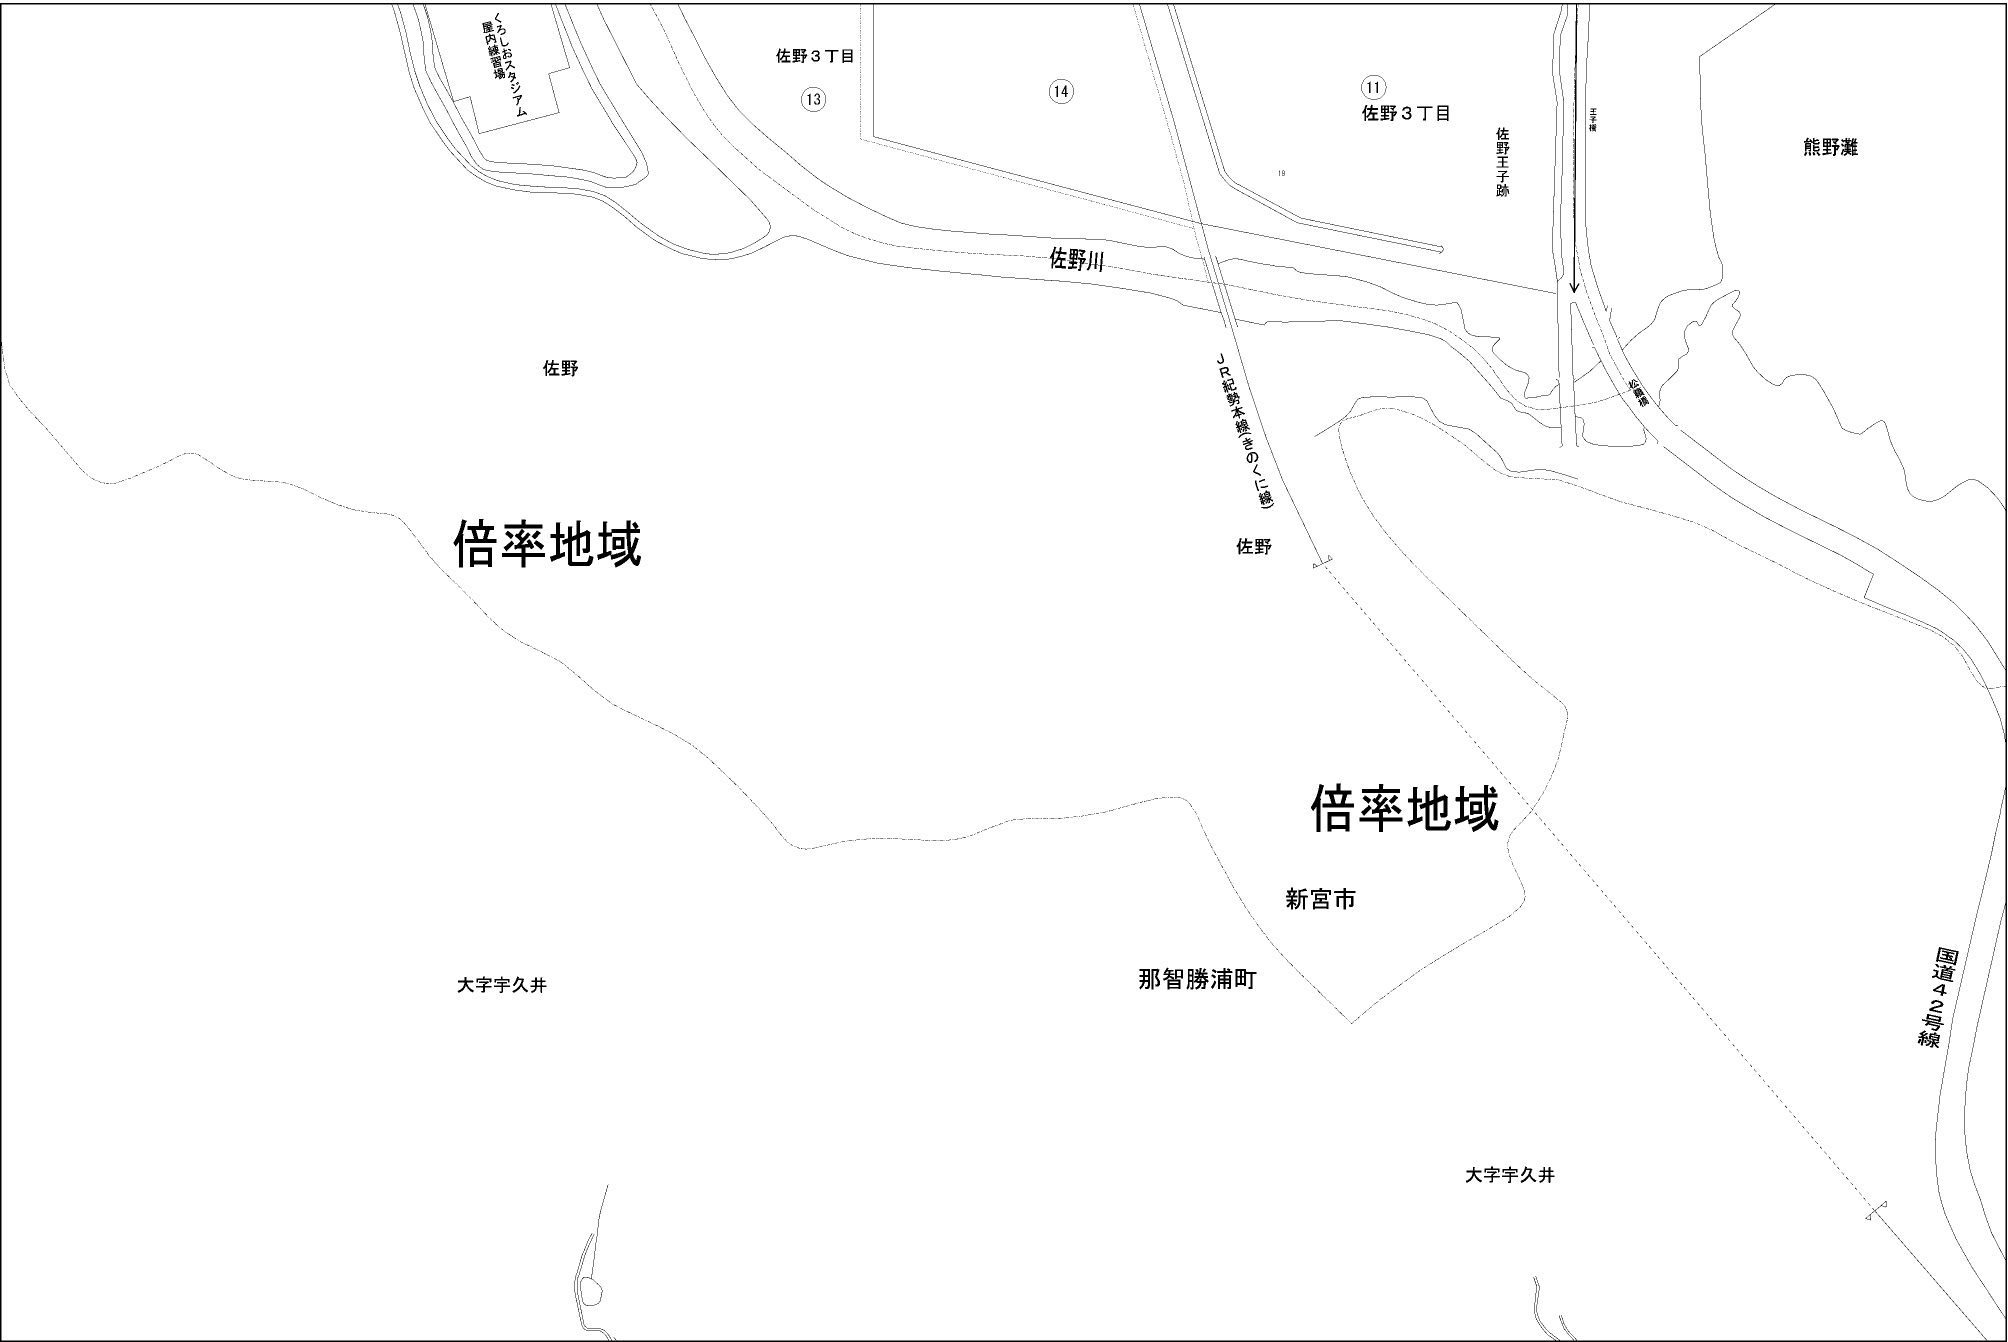 くろしおスタジアム
屋内練習場
佐野3丁目
13
14
11
佐野3丁目
19
佐野王子跡
王子橋
熊野灘
佐野川
佐野
JR紀勢本線(きのくに線)
倍率地域
佐野
倍率地域
新宮市
那智勝浦町
大字宇久井
国道42号線
大字宇久井